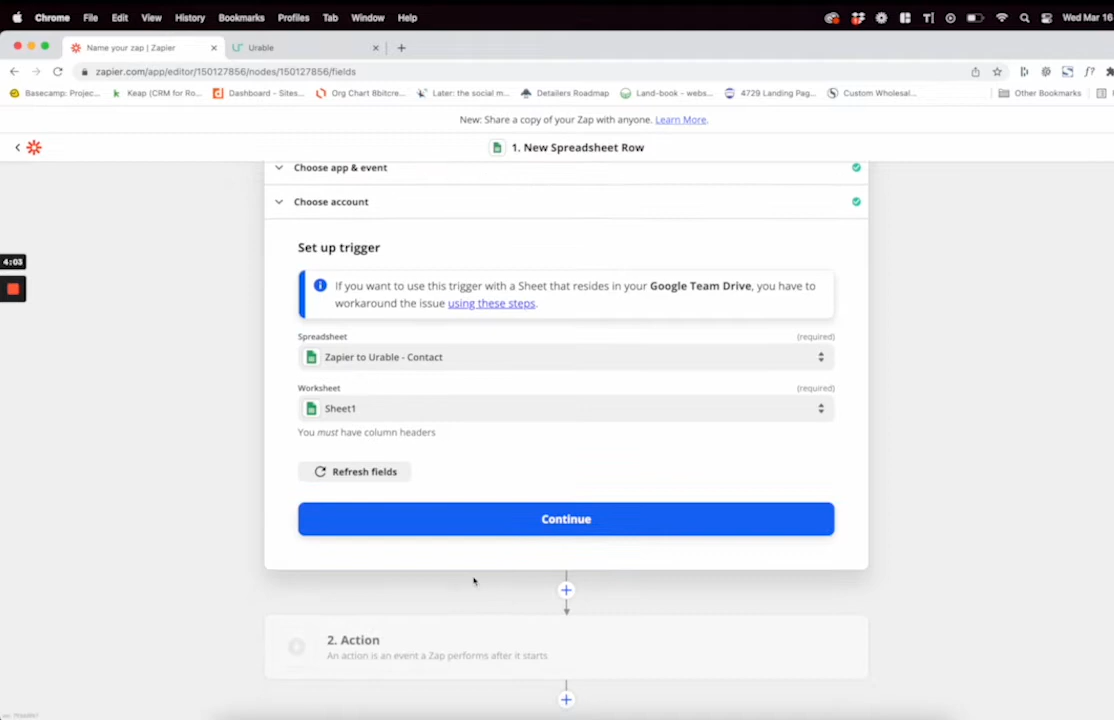 Chrome File Edit View History Bookmarks Profiles Tab Window Help Wed Mar 16
Name your zap | Zapier Urable
zapier.com/app/editor/150127856/nodes/150127856/fields
Basecamp: Projec... Keap (CRM for Ro... Dashboard - Sites... Org Chart 8bitcre... Later: the social m... Detailers Roadmap Land-book - webs... 4729 Landing Pag... Custom Wholesal... Other Bookmarks
New: Share a copy of your Zap with anyone. Learn More.
1. New Spreadsheet Row
Choose app & event
Choose account
Set up trigger
4:03
If you want to use this trigger with a Sheet that resides in your Google Team Drive, you have to
workaround the issue using these steps.
Spreadsheet (required)
Zapier to Urable - Contact
Worksheet (required)
Sheet1
You must have column headers
Refresh fields
Continue
2. Action
An action is an event a Zap performs after it starts